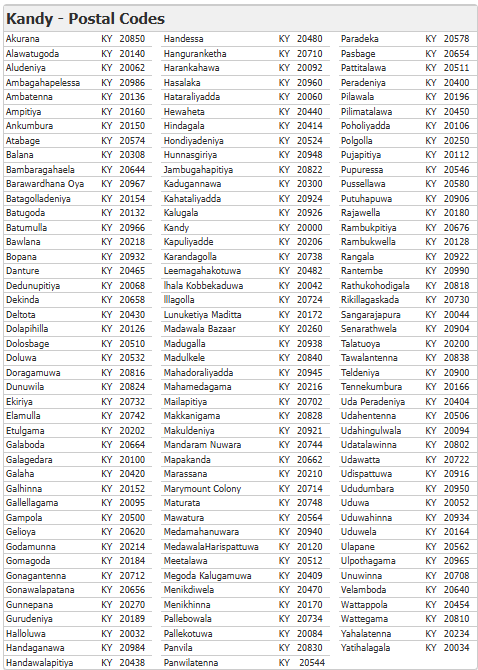 Kandy - Postal Codes
Akurana KY 20850 Handessa KY 20480 Paradeka KY 20578
Alawatugoda KY 20140 Hanguranketha KY 20710 Pasbage KY 20654
Aludeniya KY 20062 Harankahawa KY 20092 Pattitalawa KY 20511
Ambagahapelessa KY 20986 Hasalaka KY 20960 Peradeniya KY 20400
Ambatenna KY 20136 Hataraliyadda KY 20060 Pilawala KY 20196
Ampitiya KY 20160 Hewaheta KY 20440 Pilimatalawa KY 20450
Ankumbura KY 20150 Hindagala KY 20414 Poholiyadda KY 20106
Atabage KY 20574 Hondiyadeniya KY 20524 Polgolla KY 20250
Balana KY 20308 Hunnasgiriya KY 20948 Pujapitiya KY 20112
Bambaragahaela KY 20644 Jambugahapitiya KY 20822 Pupuressa KY 20546
Barawardhana Oya KY 20967 Kadugannawa KY 20300 Pussellawa KY 20580
Batagolladeniya KY 20154 Kahataliyadda KY 20924 Putuhapuwa KY 20906
Batugoda KY 20132 Kalugala KY 20926 Rajawella KY 20180
Batumulla KY 20966 Kandy KY 20000 Rambukpitiya KY 20676
Bawlana KY 20218 Kapuliyadde KY 20206 Rambukwella KY 20128
Bopana KY 20932 Karandagolla KY 20738 Rangala KY 20922
Danture KY 20465 Leemagahakotuwa KY 20482 Rantembe KY 20990
Dedunupitiya KY 20068 lhala Kobbekaduwa KY 20042 Rathukohodigala KY 20818
Dekinda KY 20658 lllagolla KY 20724 Rikillagaskada KY 20730
Deltota KY 20430 Lunuketiya Maditta KY 20172 Sangarajapura KY 20044
Dolapihilla KY 20126 Madawala Bazaar KY 20260 Senarathwela KY 20904
Dolosbage KY 20510 Madugalla KY 20938 Talatuoya KY 20200
Doluwa KY 20532 Madulkele KY 20840 Tawalantenna KY 20838
Doragamuwa KY 20816 Mahadoraliyadda KY 20945 Teldeniya KY 20900
Dunuwila KY 20824 Mahamedagama KY 20216 Tennekumbura KY 20166
Ekiriya KY 20732 Mailapitiya KY 20702 Uda Peradeniya KY 20404
Elamulla KY 20742 Makkanigama KY 20828 Udahentenna KY 20506
Etulgama KY 20202 Makuldeniya KY 20921 Udahingulwala KY 20094
Galaboda KY 20664 Mandaram Nuwara KY 20744 Udatalawinna KY 20802
Galagedara KY 20100 Mapakanda KY 20662 Udawatta KY 20722
Galaha KY 20420 Marassana KY 20210 Udispattuwa KY 20916
Galhinna KY 20152 Marymount Colony KY 20714 Ududumbara KY 20950
Gallellagama KY 20095 Maturata KY 20748 Uduwa KY 20052
Gampola KY 20500 Mawatura KY 20564 Uduwahinna KY 20934
Gelioya KY 20620 Medamahanuwara KY 20940 Uduwela KY 20164
Godamunna KY 20214 MedawalaHarispattuwa KY 20120 Ulapane KY 20562
Gomagoda KY 20184 Meetalawa KY 20512 Ulpothagama KY 20965
Gonagantenna KY 20712 Megoda Kalugamuwa KY 20409 Unuwinna KY 20708
Gonawalapatana KY 20656 Menikdiwela KY 20470 Velamboda KY 20640
Gunnepana KY 20270 Menikhinna KY 20170 Wattappola KY 20454
Gurudeniya KY 20189 Pallebowala KY 20734 Wattegama KY 20810
Halloluwa KY 20032 Pallekotuwa KY 20084 Yahalatenna KY 20234
Handaganawa KY 20984 Panvila KY 20830 Yatihalagala KY 20034
Handawalapitiya KY 20438 Panwilatenna KY 20544